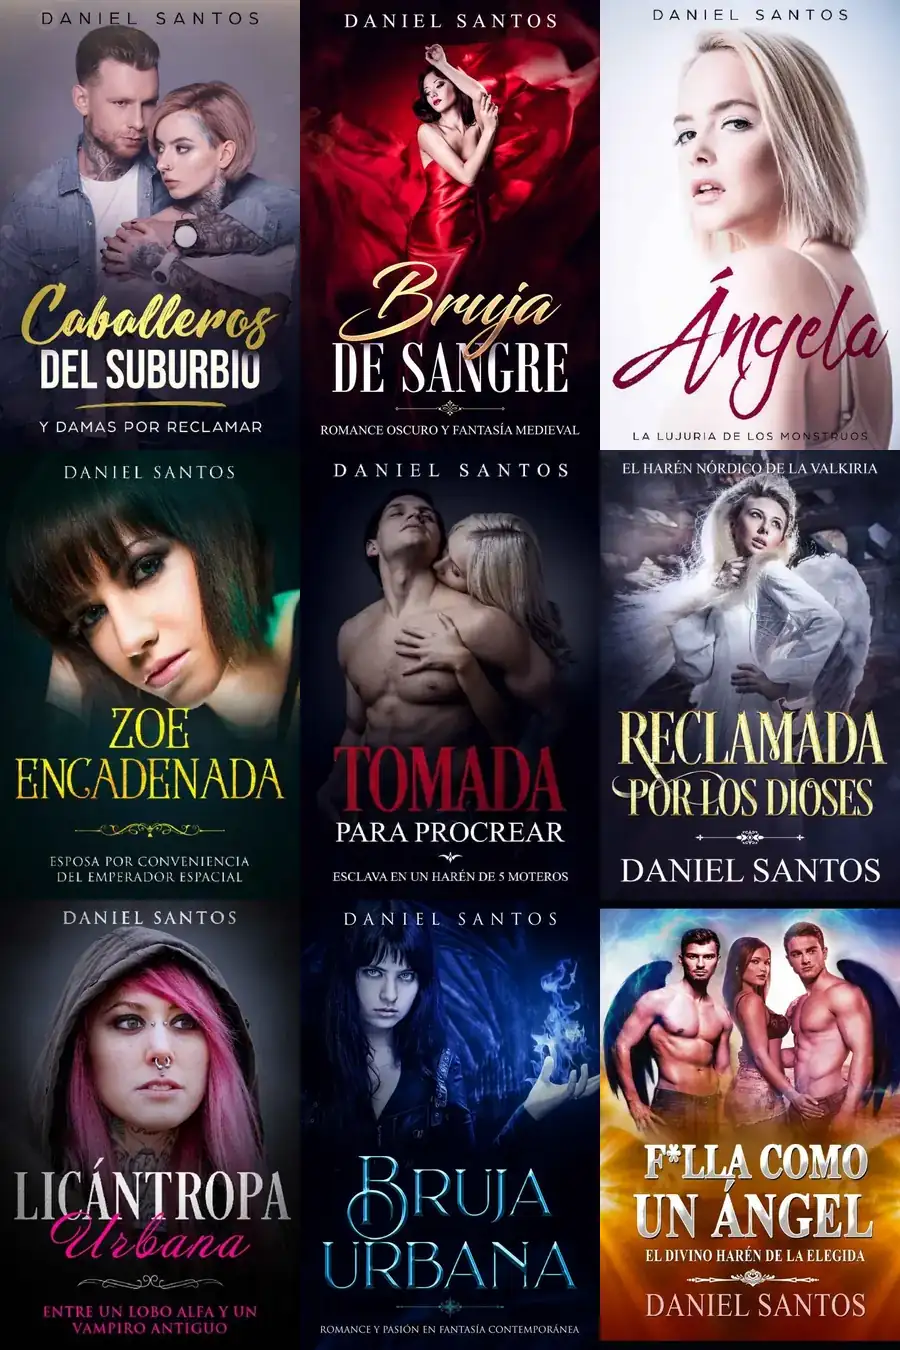 DANIEL SANTOS
Caballeros
DEL SUBURBIO
Y DAMAS POR RECLAMAR
DANIEL SANTOS
Bruja
DE SANGRE
ROMANCE OSCURO Y FANTASÍA MEDIEVAL
DANIEL SANTOS
Ángela
LA LUJURIA DE LOS MONSTRUOS
DANIEL SANTOS
ZOE
ENCADENADA
ESPOSA POR CONVENIENCIA
DEL EMPERADOR ESPACIAL
DANIEL SANTOS
TOMADA
PARA PROCREAR
ESCLAVA EN UN HARÉN DE 5 MOTEROS
EL HARÉN NÓRDICO DE LA VALKIRIA
RECLAMADA
POR LOS DIOSES
DANIEL SANTOS
DANIEL SANTOS
LICÁNTROPA
Urbana
ENTRE UN LOBO ALFA Y UN
VAMPIRO ANTIGUO
DANIEL SANTOS
BRUJA
URBANA
ROMANCE Y PASIÓN EN FANTASÍA CONTEMPORÁNEA
F*LLA COMO
UN ÁNGEL
EL DIVINO HARÉN DE LA ELEGIDA
DANIEL SANTOS